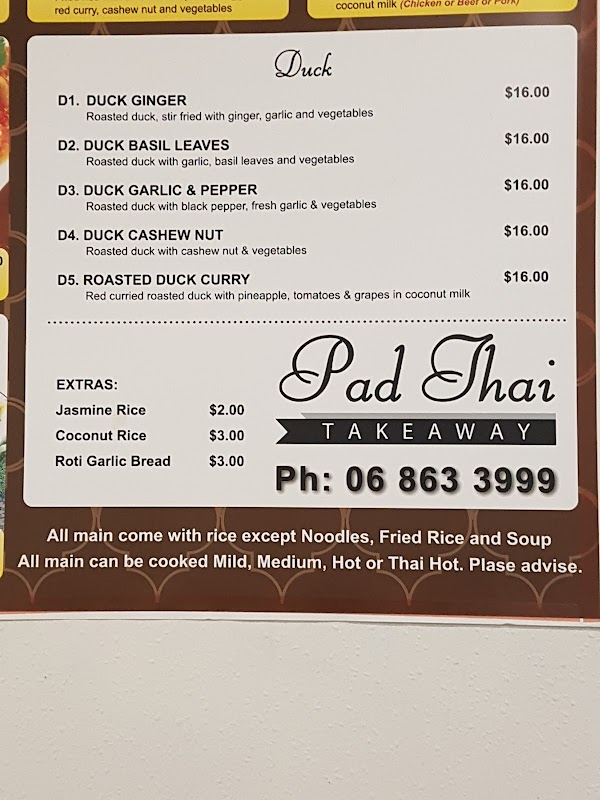 red curry, cashew nut and vegetables
coconut milk (Chicken or Beef or Pork)
Duck
D1. DUCK GINGER $16.00
Roasted duck, stir fried with ginger, garlic and vegetables
D2. DUCK BASIL LEAVES $16.00
Roasted duck with garlic, basil leaves and vegetables
D3. DUCK GARLIC & PEPPER $16.00
Roasted duck with black pepper, fresh garlic & vegetables
D4. DUCK CASHEW NUT $16.00
Roasted duck with cashew nut & vegetables
D5. ROASTED DUCK CURRY $16.00
Red curried roasted duck with pineapple, tomatoes & grapes in coconut milk
EXTRAS:
Jasmine Rice $2.00
Coconut Rice $3.00
Roti Garlic Bread $3.00
Pad Thai
TAKEAWAY
Ph: 06 863 3999
All main come with rice except Noodles, Fried Rice and Soup
All main can be cooked Mild, Medium, Hot or Thai Hot. Plase advise.